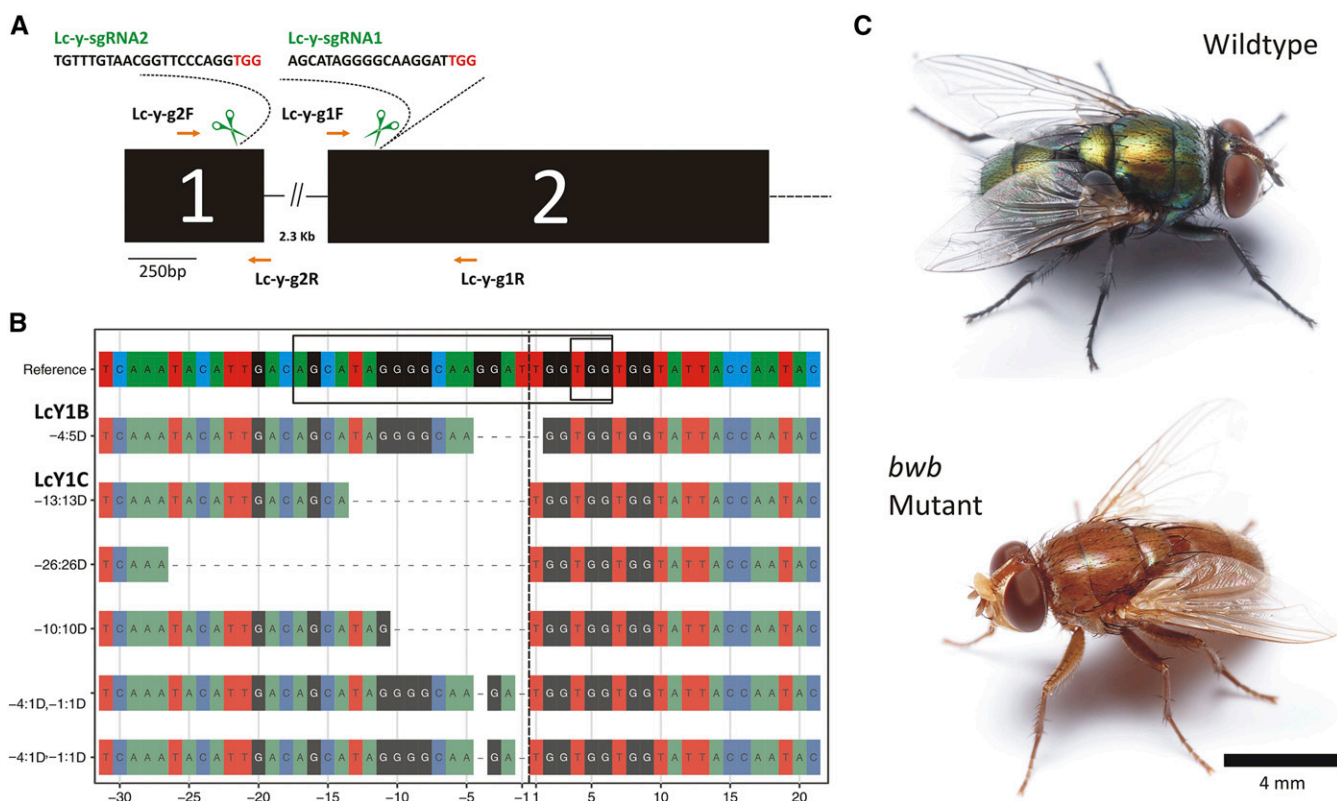 A
Lc-y-sgRNA2
TGTTTGTAACGGTTCCCAGGTGG
Lc-y-sgRNA1
AGCATAGGGGCAAGGATTGG
Lc-y-g2F
Lc-y-g1F
1
2
2.3 Kb
250bp
Lc-y-g2R
Lc-y-g1R
B
Reference
TCAAATACATTGACAGCATAGGGGCAAGGATTGGTGGTGGTATTACCAATAC
LcY1B
-4:5D
TCAAATACATTGACAGCATAGGGGCAA-----GGTGGTGGTATTACCAATAC
LcY1C
-13:13D
TCAAATACATTGACAGCA-------------TGGTGGTGGTATTACCAATAC
-26:26D
TCAAA--------------------------TGGTGGTGGTATTACCAATAC
-10:10D
TCAAATACATTGACAGCATAG----------TGGTGGTGGTATTACCAATAC
-4:1D,-1:1D
TCAAATACATTGACAGCATAGGGGCAA-GA-TGGTGGTGGTATTACCAATAC
-4:1D,-1:1D
TCAAATACATTGACAGCATAGGGGCAA-GA-TGGTGGTGGTATTACCAATAC
-30 -25 -20 -15 -10 -5 -1 1 5 10 15 20
C
Wildtype
bwb
Mutant
4 mm